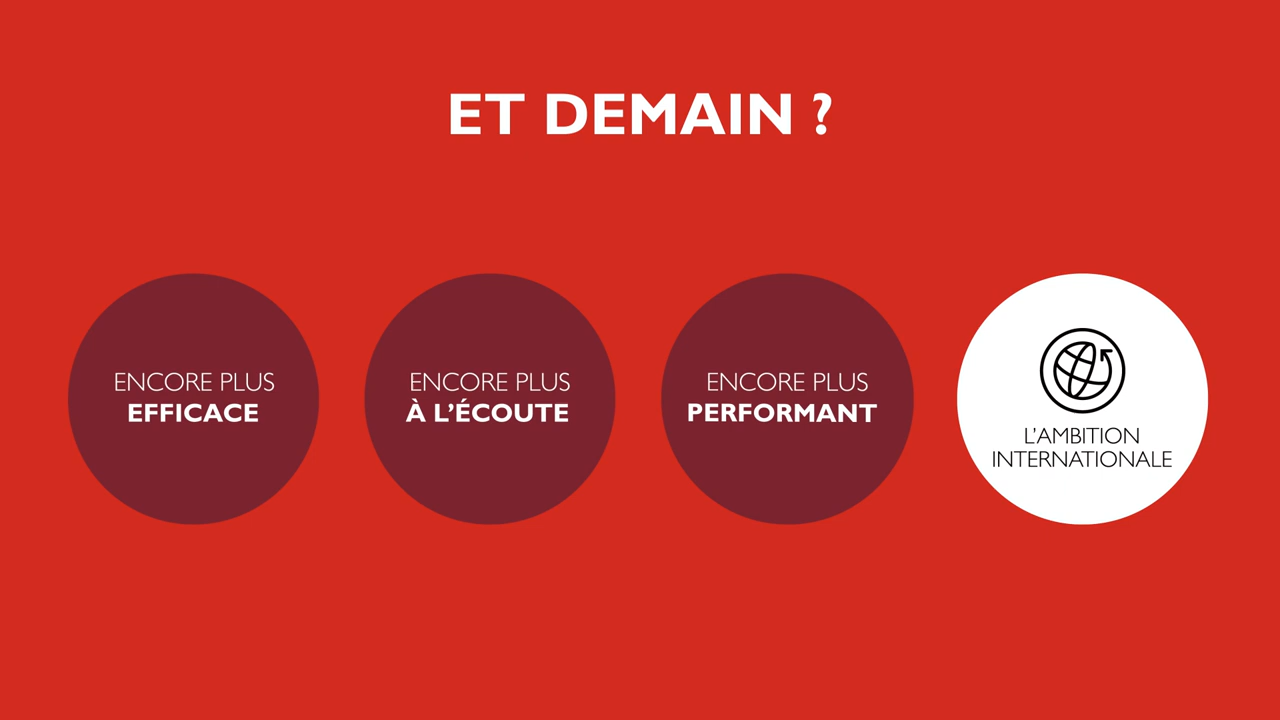 ET DEMAIN ?
ENCORE PLUS
EFFICACE
ENCORE PLUS
À L’ÉCOUTE
ENCORE PLUS
PERFORMANT
L’AMBITION
INTERNATIONALE